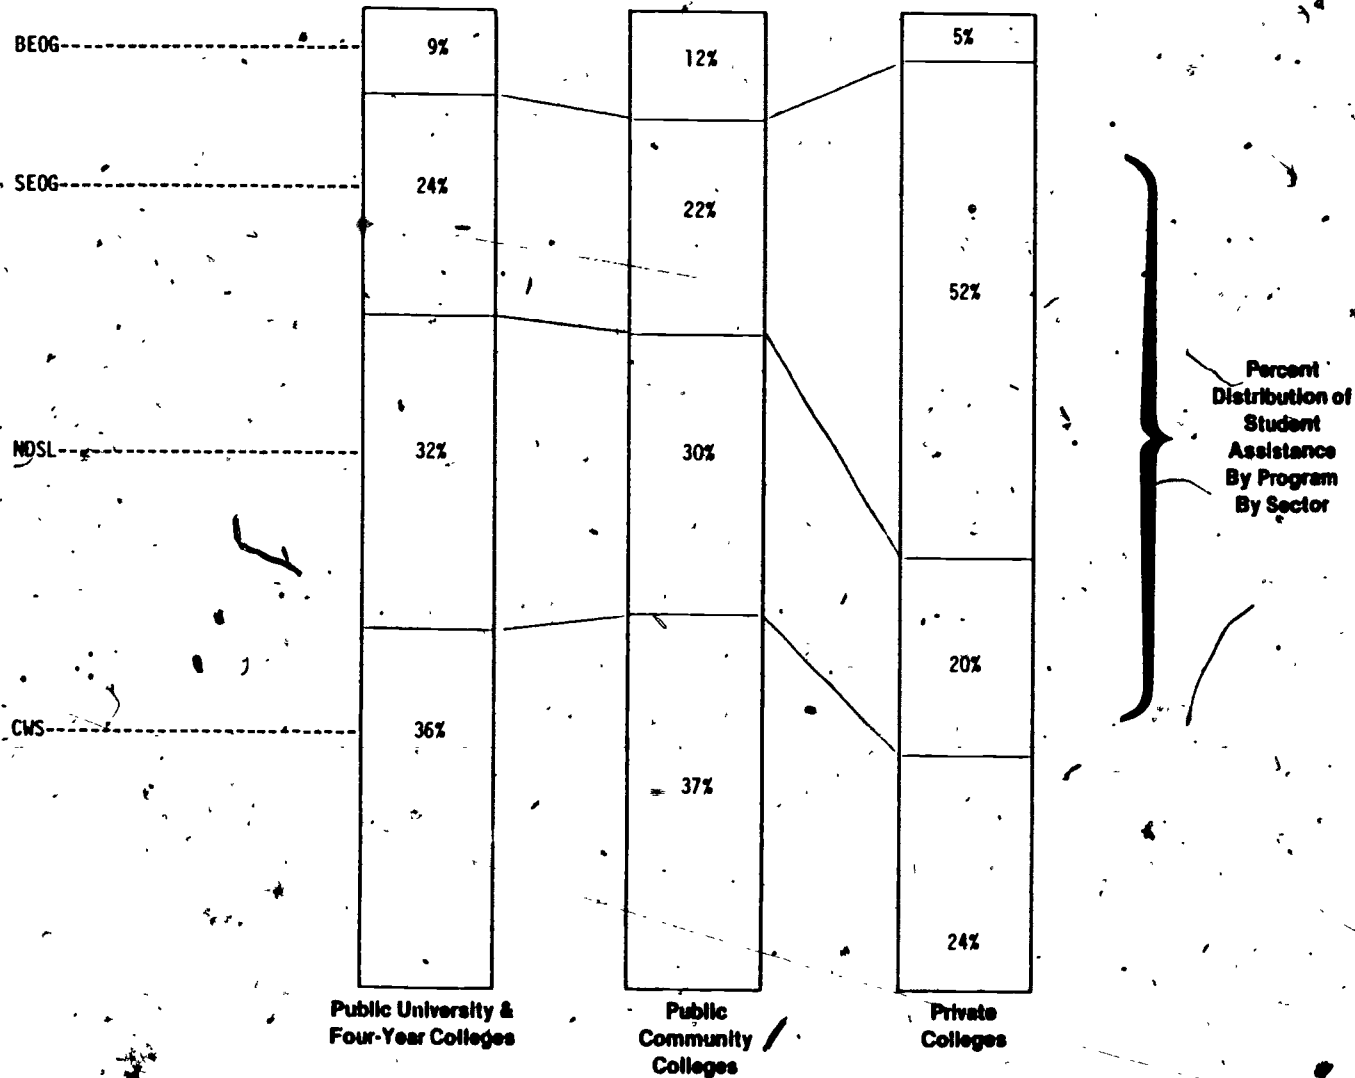 BEOG
9%
12%
5%
SEOG
24%
22%
52%
NDSL
32%
30%
20%
CWS
36%
37%
24%
Percent
Distribution of
Student
Assistance
By Program
By Sector
Public University &
Four-Year Colleges
Public
Community
Colleges
Private
Colleges